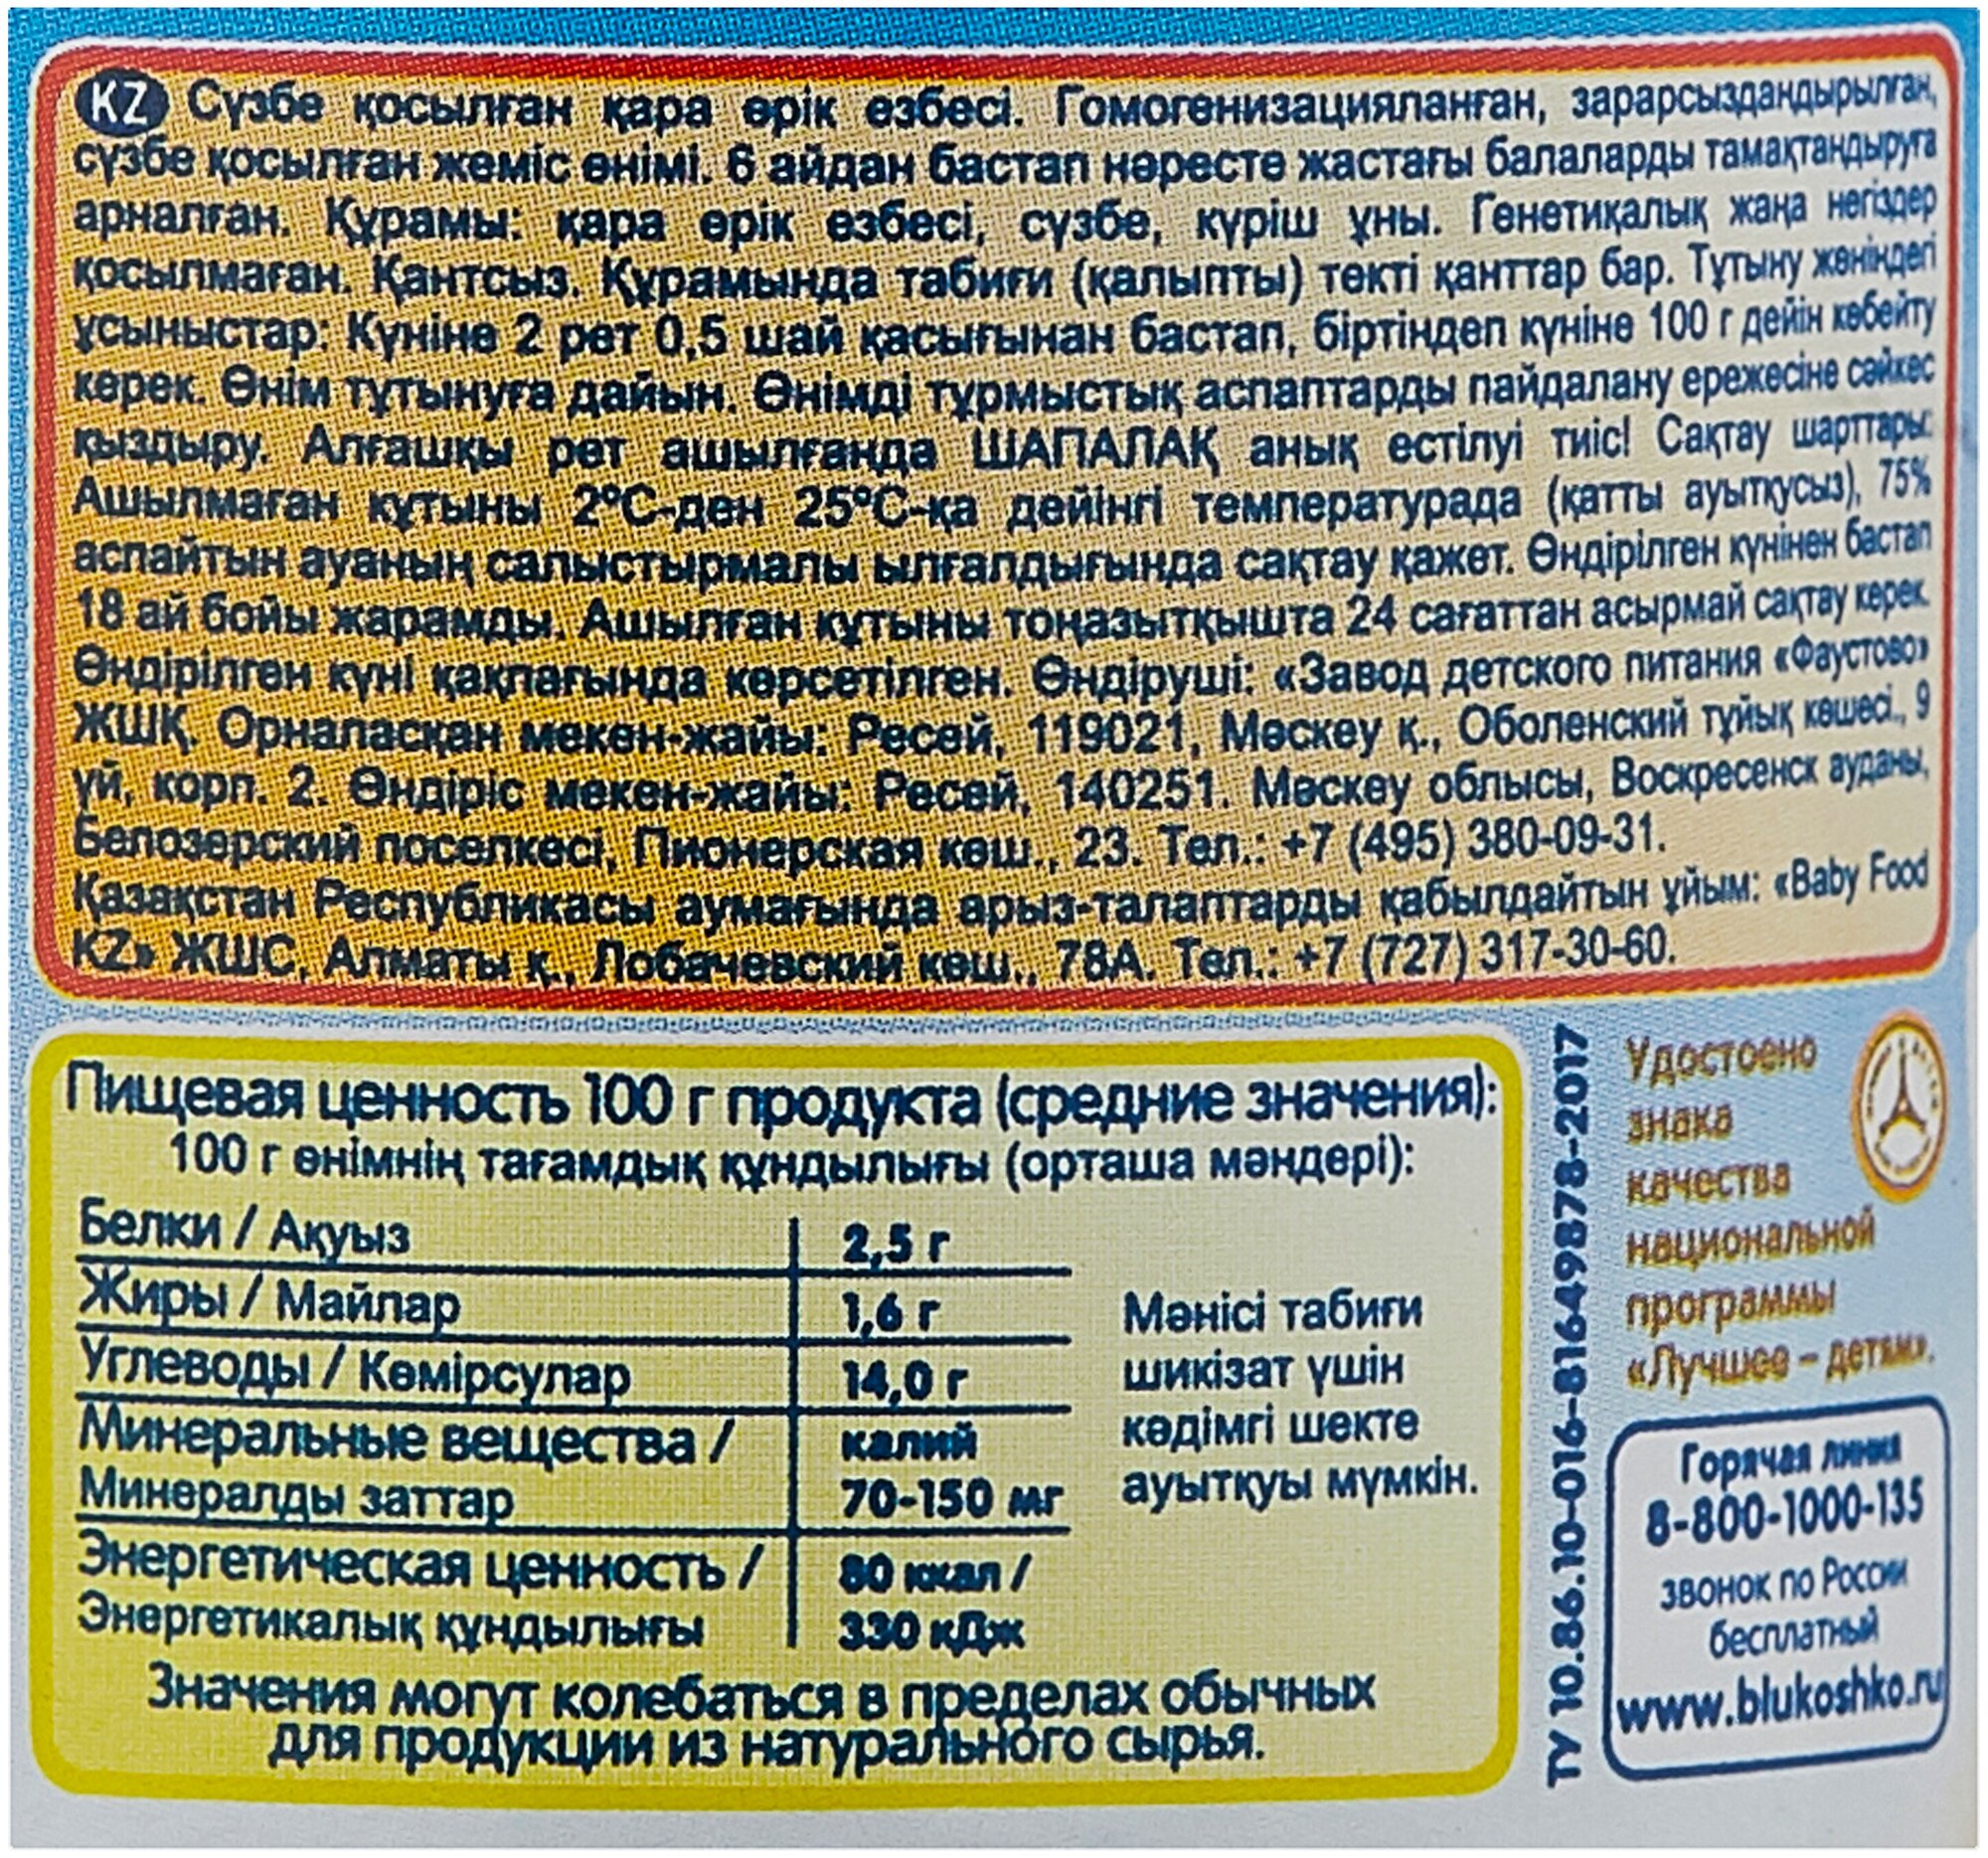 KZ Сүзбе қосылған қара өрік езбесі. Гомогенизацияланған, зарарсыздандырылған,
сүзбе қосылған жеміс өнімі. 6 айдан бастап нәресте жастағы балаларды тамақтандыруға
арналған. Құрамы: қара өрік езбесі, сүзбе, күріш ұны. Генетикалық жаңа негіздер
қосылмаған. Қантсыз. Құрамында табиғи (қалыпты) текті қанттар бар. Тұтыну жөніндегі
ұсыныстар: Күніне 2 рет 0,5 шай қасығынан бастап, біртіндеп күніне 100 г дейін көбейту
керек. Өнім тұтынуға дайын. Өнімді тұрмыстық аспаптарды пайдалану ережесіне сәйкес
қыздыру. Алғашқы рет ашылғанда ШАПАЛАҚ анық естілуі тиіс! Сақтау шарттары:
Ашылмаған құтыны 2°C-ден 25°C-қа дейінгі температурада (қатты ауытқусыз), 75%
аспайтын ауаның салыстырмалы ылғалдығында сақтау қажет. Өндірілген күнінен бастап
18 ай бойы жарамды. Ашылған құтыны тоңазытқышта 24 сағаттан асырмай сақтау керек.
Өндірілген күні қақпағында көрсетілген. Өндіруші: «Завод детского питания «Фаустово»
ЖШҚ. Орналасқан мекен-жайы: Ресей, 119021, Мәскеу қ., Оболенский тұйық көшесі., 9
үй, корп. 2. Өндіріс мекен-жайы: Ресей, 140251. Мәскеу облысы, Воскресенск ауданы,
Белозерский поселкесі, Пионерская көш., 23. Тел.: +7 (495) 380-09-31.
Қазақстан Республикасы аумағында арыз-талаптарды қабылдайтын ұйым: «Baby Food
KZ» ЖШС, Алматы қ., Лобачевский көш., 78А. Тел.: +7 (727) 317-30-60.
Пищевая ценность 100 г продукта (средние значения):
100 г өнімнің тағамдық құндылығы (орташа мәндері):
Белки / Ақуыз 2,5 г
Жиры / Майлар 1,6 г
Углеводы / Көмірсулар 14,0 г
Минеральные вещества / калий
Минералды заттар 70-150 мг
Энергетическая ценность / 80 ккал /
Энергетикалық құндылығы 330 кДж
Мәнісі табиғи
шикізат үшін
кәдімгі шекте
ауытқуы мүмкін.
Значения могут колебаться в пределах обычных
для продукции из натурального сырья.
ТУ 10.86.10-016-81649878-2017
Удостоено
знака
качества
национальной
программы
«Лучшее – детям».
Горячая линия
8-800-1000-135
звонок по России
бесплатный
www.blukoshko.ru